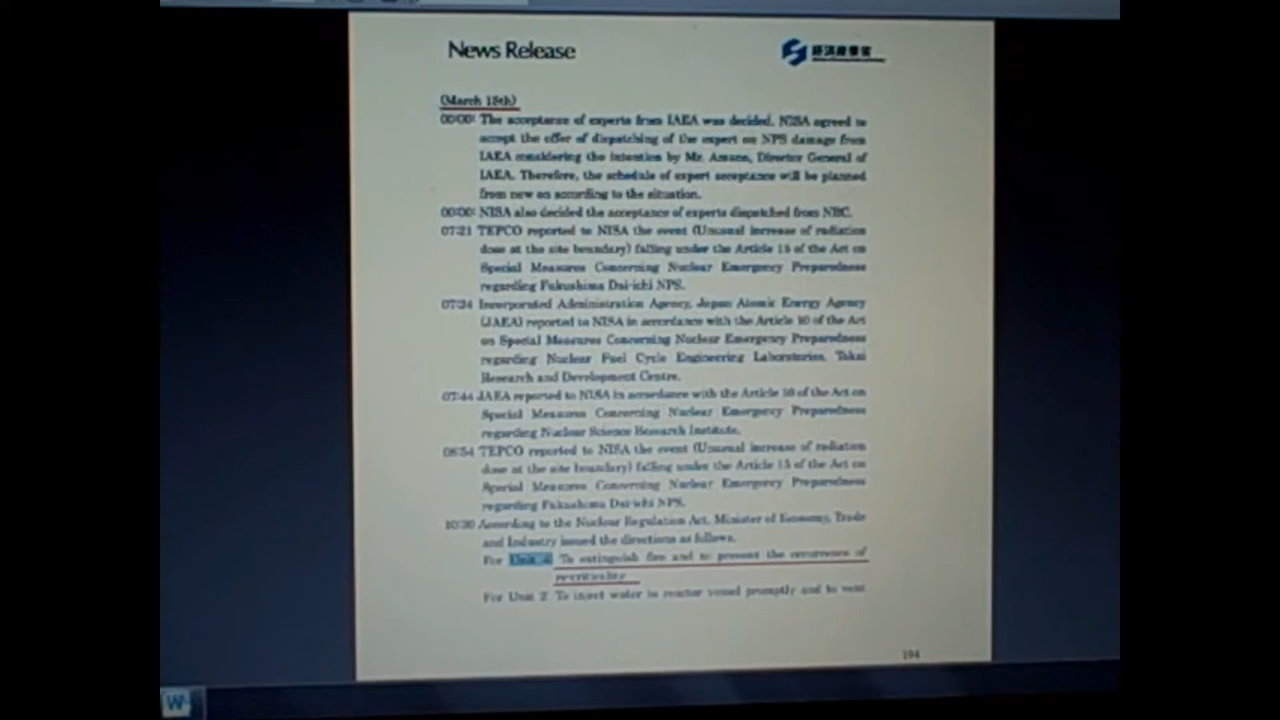 News Release
経済産業省
(March 15th)
00:00: The acceptance of experts from IAEA was decided. NISA agreed to
accept the offer of dispatching of the expert on NPS damage from
IAEA considering the intention by Mr. Amano, Director General of
IAEA. Therefore, the schedule of expert acceptance will be planned
from now on according to the situation.
00:00: NISA also decided the acceptance of experts dispatched from NRC.
07:21 TEPCO reported to NISA the event (Unusual increase of radiation
dose at the site boundary) falling under the Article 15 of the Act on
Special Measures Concerning Nuclear Emergency Preparedness
regarding Fukushima Dai-ichi NPS.
07:24 Incorporated Administration Agency, Japan Atomic Energy Agency
(JAEA) reported to NISA in accordance with the Article 10 of the Act
on Special Measures Concerning Nuclear Emergency Preparedness
regarding Nuclear Fuel Cycle Engineering Laboratories, Tokai
Research and Development Centre.
07:44 JAEA reported to NISA in accordance with the Article 10 of the Act on
Special Measures Concerning Nuclear Emergency Preparedness
regarding Nuclear Science Research Institute.
08:54 TEPCO reported to NISA the event (Unusual increase of radiation
dose at the site boundary) falling under the Article 15 of the Act on
Special Measures Concerning Nuclear Emergency Preparedness
regarding Fukushima Dai-ichi NPS.
10:30 According to the Nuclear Regulation Act, Minister of Economy, Trade
and Industry issued the directions as follows.
For Unit 4: To extinguish fire and to prevent the occurrence of
re-criticality
For Unit 2: To inject water to reactor vessel promptly and to vent
194
W